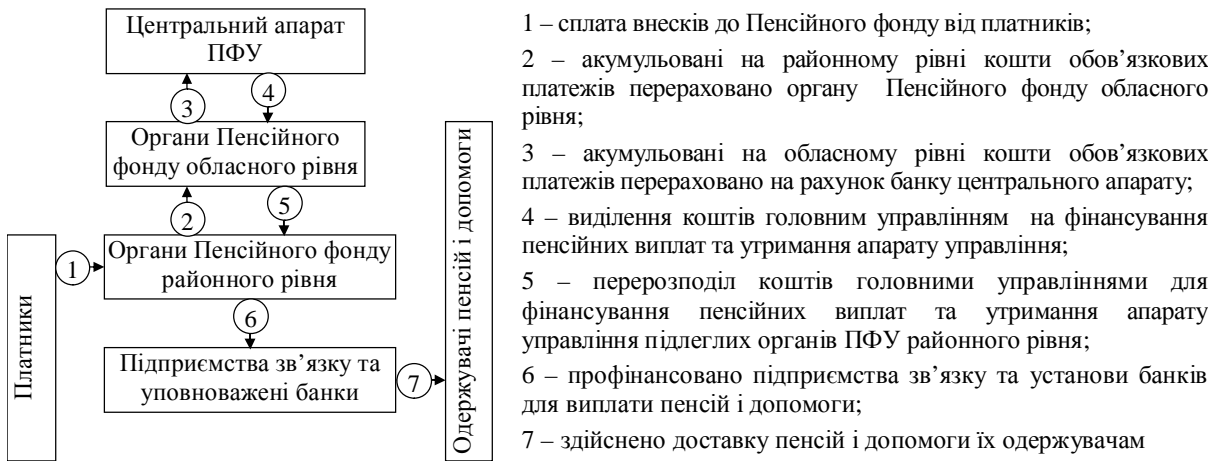 Центральний апарат
ПФУ
3
4
Органи Пенсійного
фонду обласного рівня
2
5
Платники
1
Органи Пенсійного фонду
районного рівня
6
Підприємства зв’язку та
уповноважені банки
7
Одержувачі пенсій і допомоги
1 – сплата внесків до Пенсійного фонду від платників;
2 – акумульовані на районному рівні кошти обов’язкових
платежів перераховано органу Пенсійного фонду обласного
рівня;
3 – акумульовані на обласному рівні кошти обов’язкових
платежів перераховано на рахунок банку центрального апарату;
4 – виділення коштів головним управлінням на фінансування
пенсійних виплат та утримання апарату управління;
5 – перерозподіл коштів головними управліннями для
фінансування пенсійних виплат та утримання апарату
управління підлеглих органів ПФУ районного рівня;
6 – профінансовано підприємства зв’язку та установи банків
для виплати пенсій і допомоги;
7 – здійснено доставку пенсій і допомоги їх одержувачам